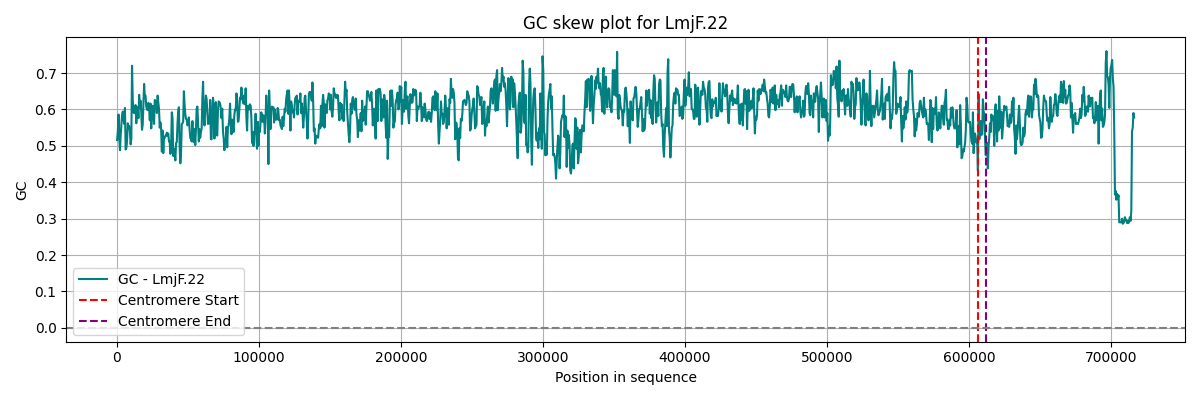 GC skew plot for LmjF.22
GC
0.7
0.6
0.5
0.4
0.3
0.2
0.1
0.0
GC - LmjF.22
Centromere Start
Centromere End
0 100000 200000 300000 400000 500000 600000 700000
Position in sequence